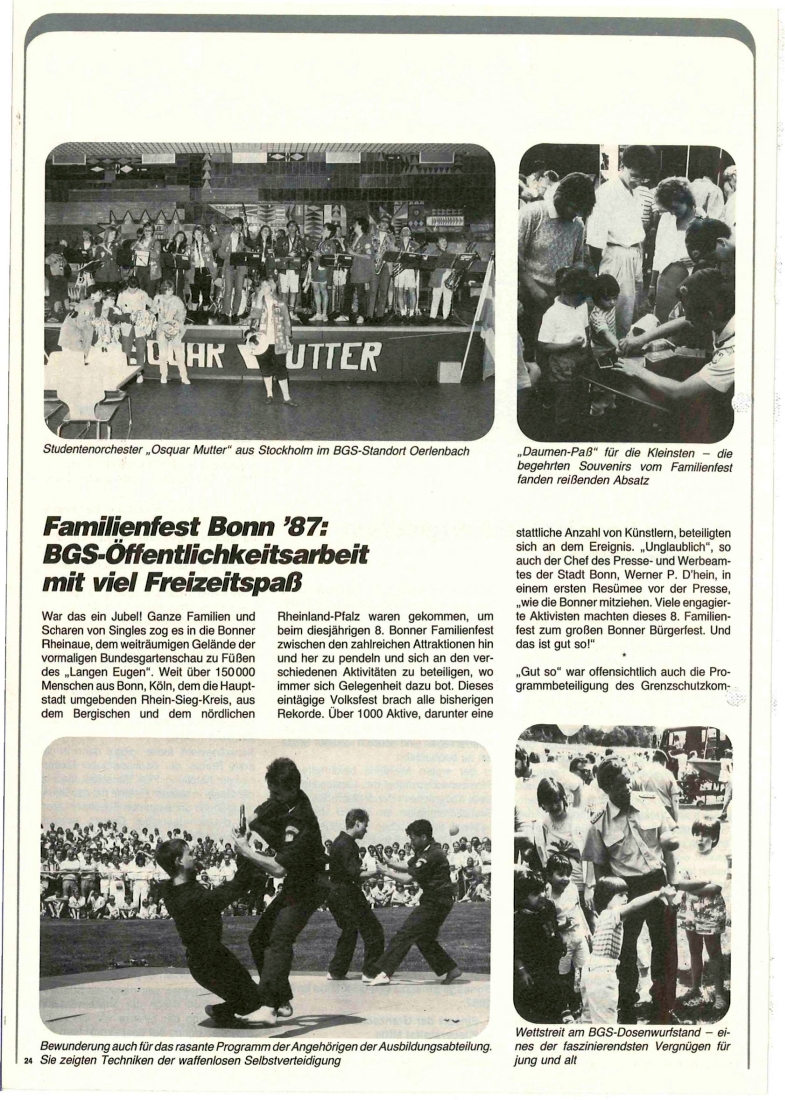 OSQUAR MUTTER
Studentenorchester „Osquar Mutter" aus Stockholm im BGS-Standort Oerlenbach
„Daumen-Paß" für die Kleinsten – die
begehrten Souvenirs vom Familienfest
fanden reißenden Absatz
Familienfest Bonn '87:
BGS-Öffentlichkeitsarbeit
mit viel Freizeitspaß
War das ein Jubel! Ganze Familien und
Scharen von Singles zog es in die Bonner
Rheinaue, dem weiträumigen Gelände der
vormaligen Bundesgartenschau zu Füßen
des „Langen Eugen". Weit über 150000
Menschen aus Bonn, Köln, dem die Haupt-
stadt umgebenden Rhein-Sieg-Kreis, aus
dem Bergischen und dem nördlichen
Rheinland-Pfalz waren gekommen, um
beim diesjährigen 8. Bonner Familienfest
zwischen den zahlreichen Attraktionen hin
und her zu pendeln und sich an den ver-
schiedenen Aktivitäten zu beteiligen, wo
immer sich Gelegenheit dazu bot. Dieses
eintägige Volksfest brach alle bisherigen
Rekorde. Über 1000 Aktive, darunter eine
stattliche Anzahl von Künstlern, beteiligten
sich an dem Ereignis. „Unglaublich", so
auch der Chef des Presse- und Werbeam-
tes der Stadt Bonn, Werner P. D'hein, in
einem ersten Resümee vor der Presse,
„wie die Bonner mitziehen. Viele engagier-
te Aktivisten machten dieses 8. Familien-
fest zum großen Bonner Bürgerfest. Und
das ist gut so!"
*
„Gut so" war offensichtlich auch die Pro-
grammbeteiligung des Grenzschutzkom-
Bewunderung auch für das rasante Programm der Angehörigen der Ausbildungsabteilung.
Sie zeigten Techniken der waffenlosen Selbstverteidigung
Wettstreit am BGS-Dosenwurfstand – ei-
nes der faszinierendsten Vergnügen für
jung und alt
24